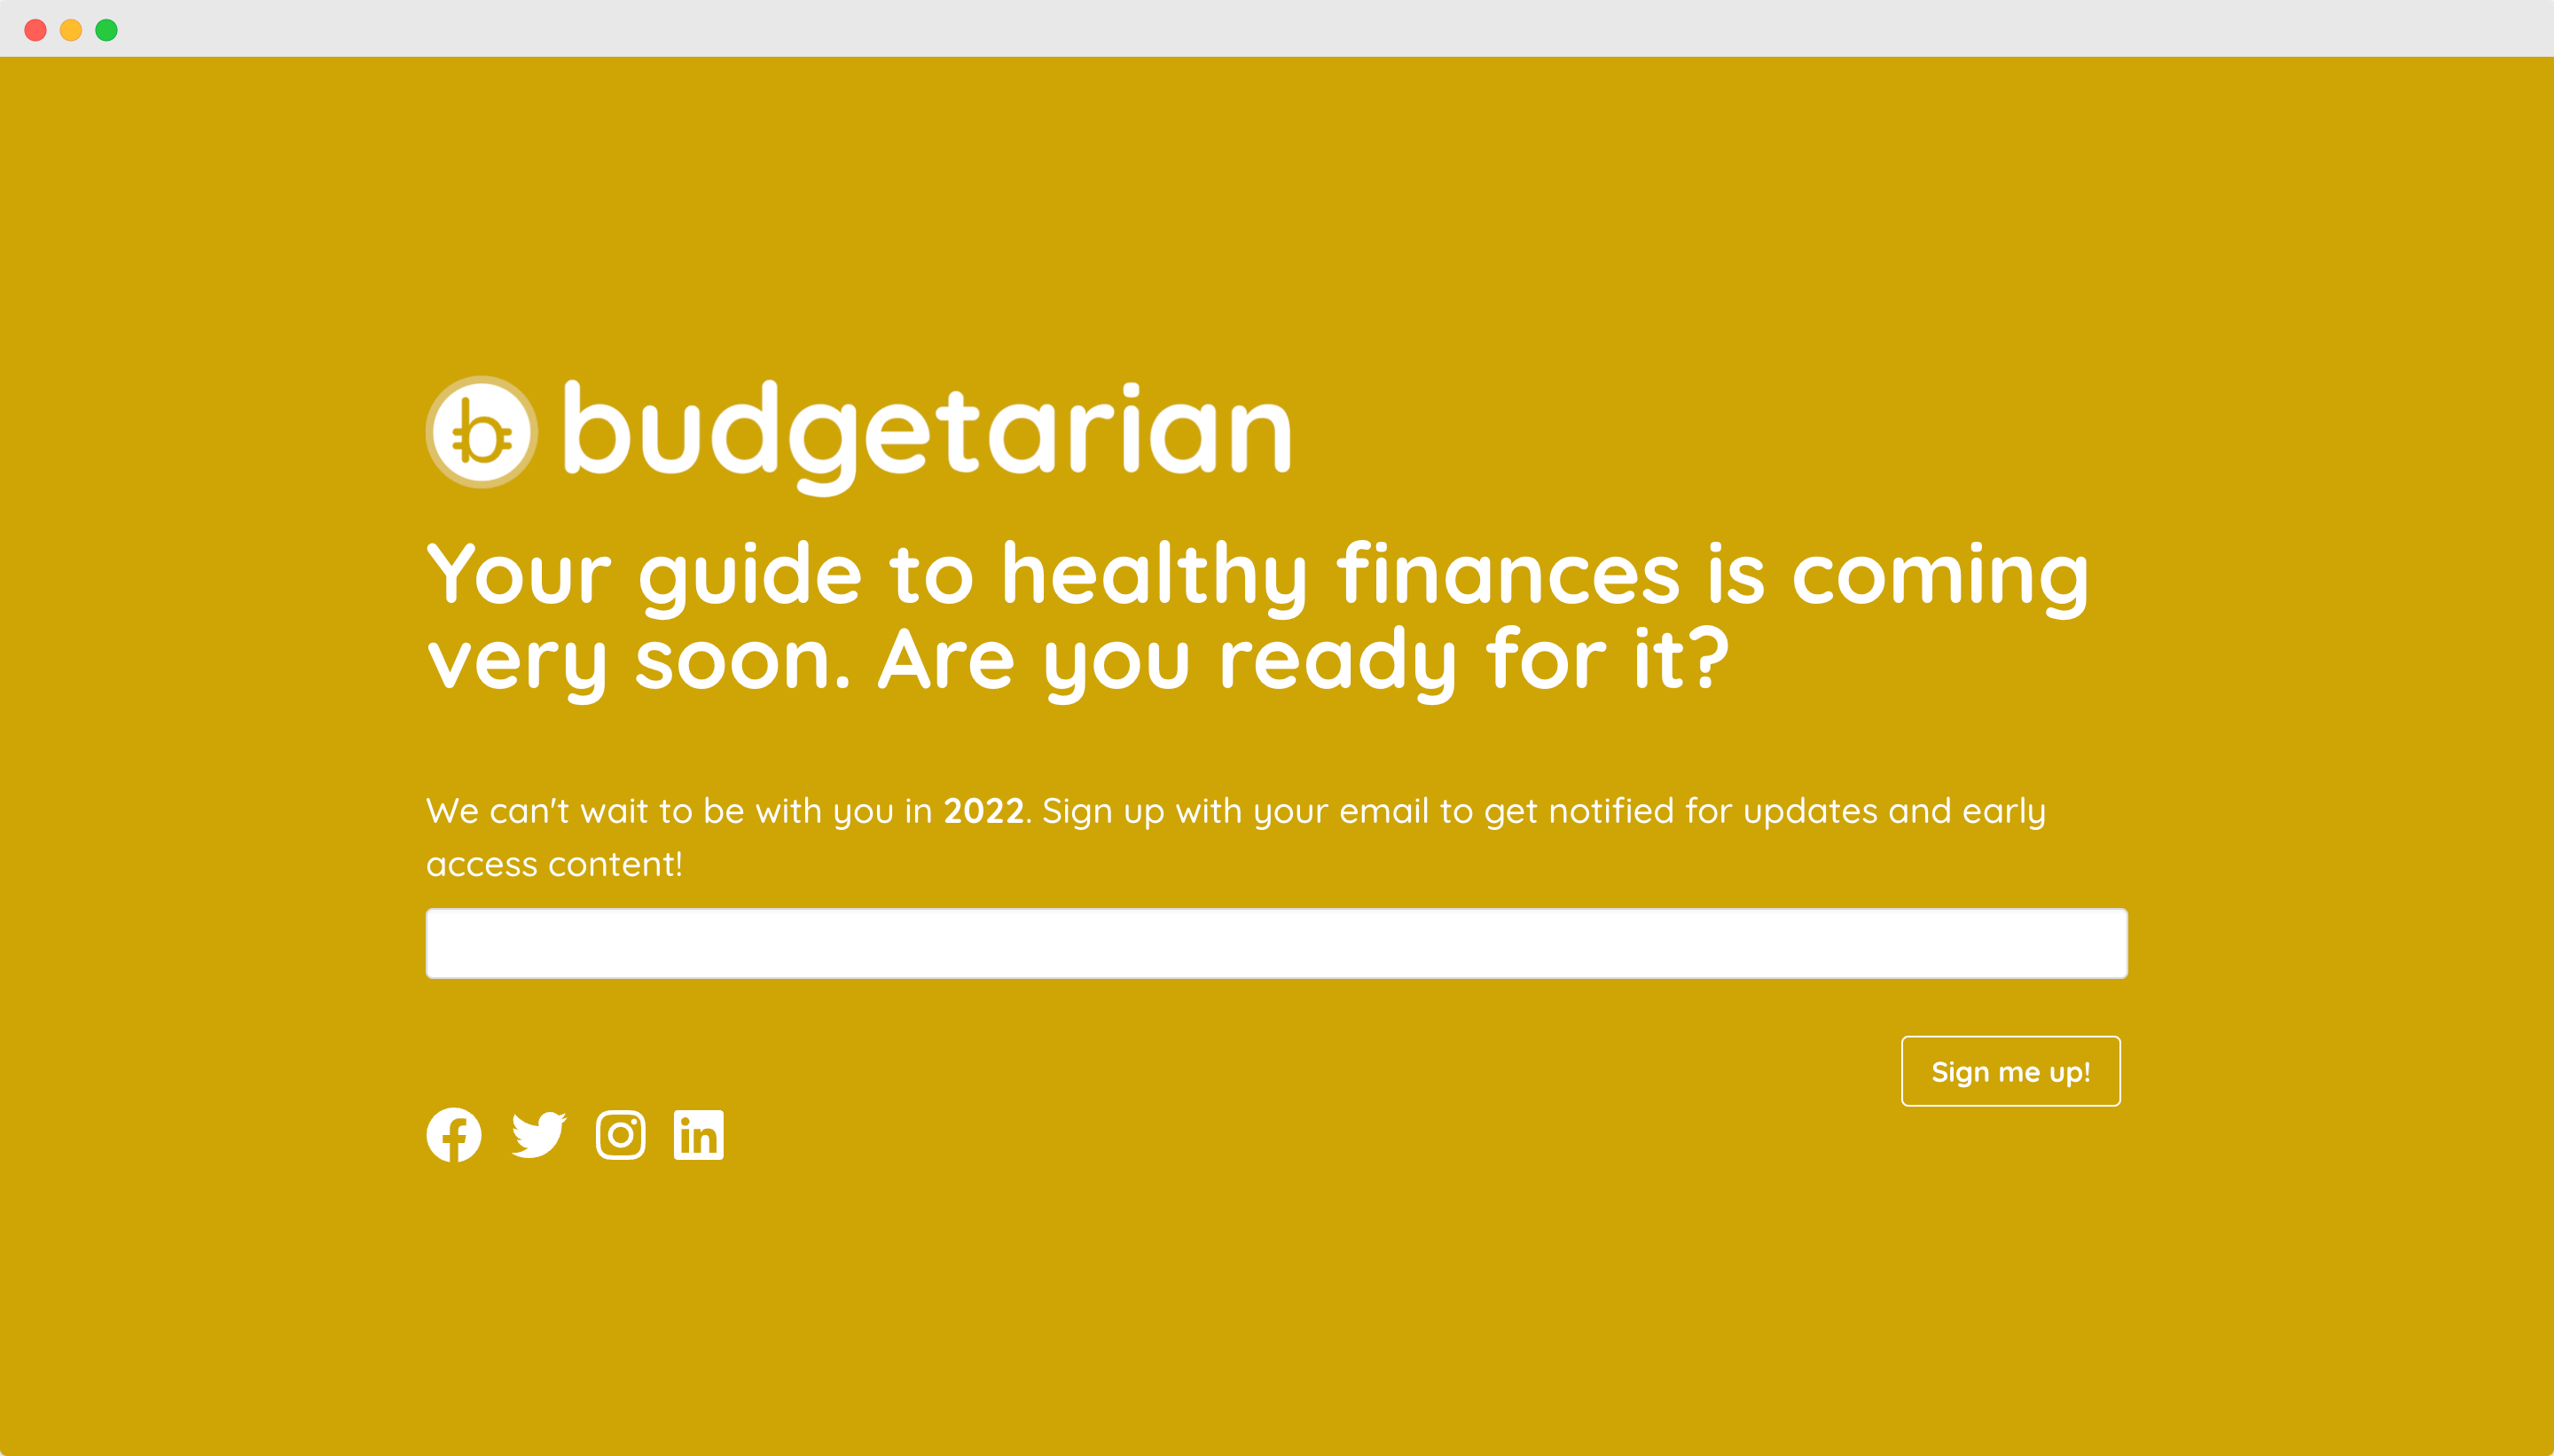 budgetarian
Your guide to healthy finances is coming
very soon. Are you ready for it?
We can't wait to be with you in 2022. Sign up with your email to get notified for updates and early
access content!
Sign me up!